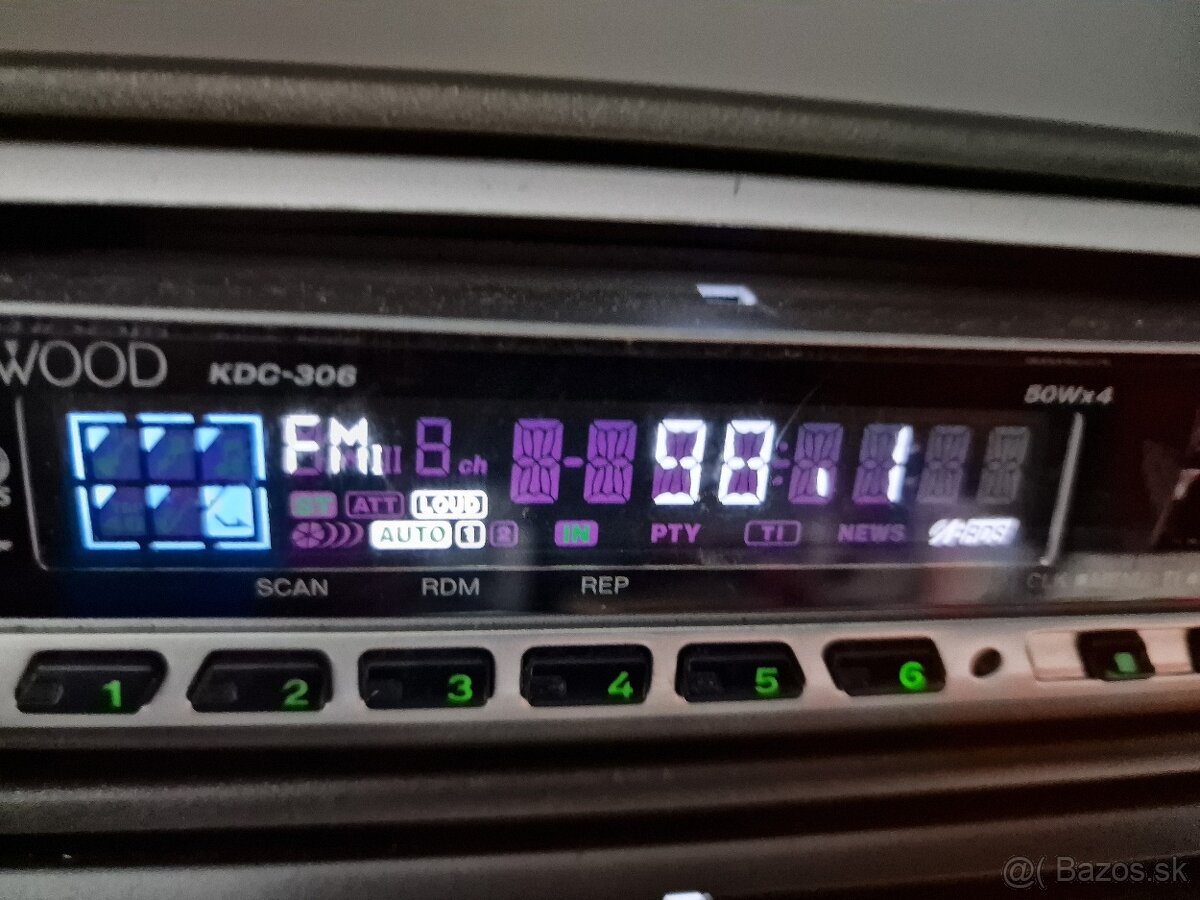 WOOD KDC-306 50Wx4
FM ch 98.1
ST ATT LOUD
AUTO 1 2 IN PTY TI NEWS
SCAN RDM REP
1 2 3 4 5 6
@( Bazos.sk